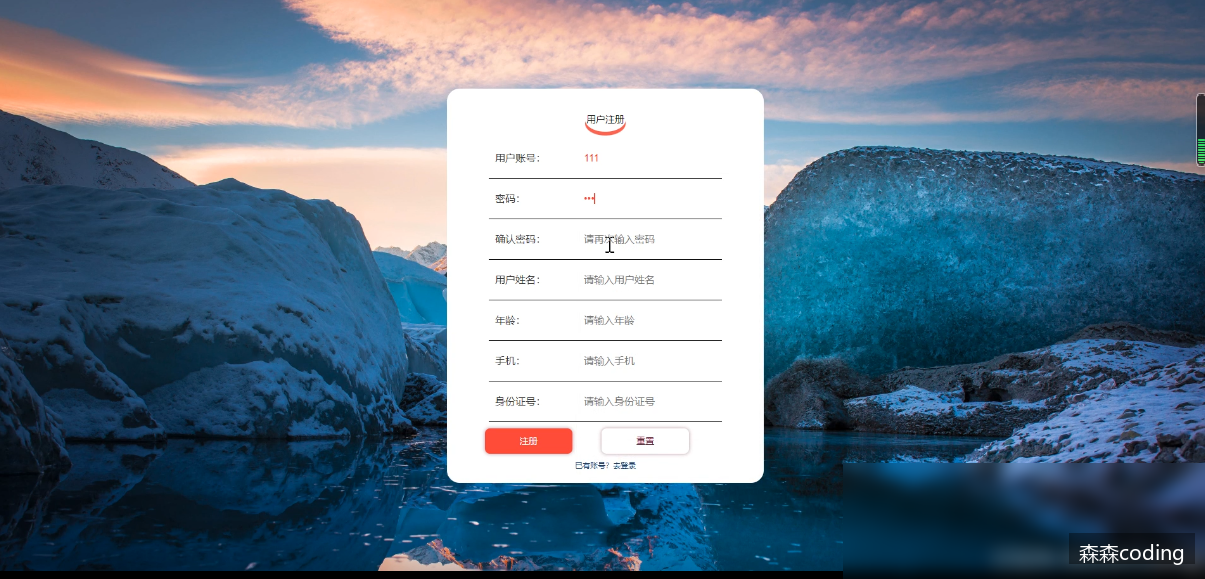 用户注册
用户账号： 111
密码： •••
确认密码： 请再次输入密码
用户姓名： 请输入用户姓名
年龄： 请输入年龄
手机： 请输入手机
身份证号： 请输入身份证号
注册 重置
已有账号？去登录
森森coding